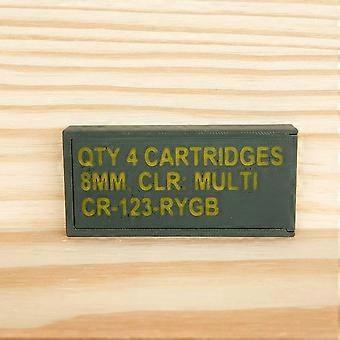 QTY 4 CARTRIDGES
8MM, CLR: MULTI
CR-123-RYGB